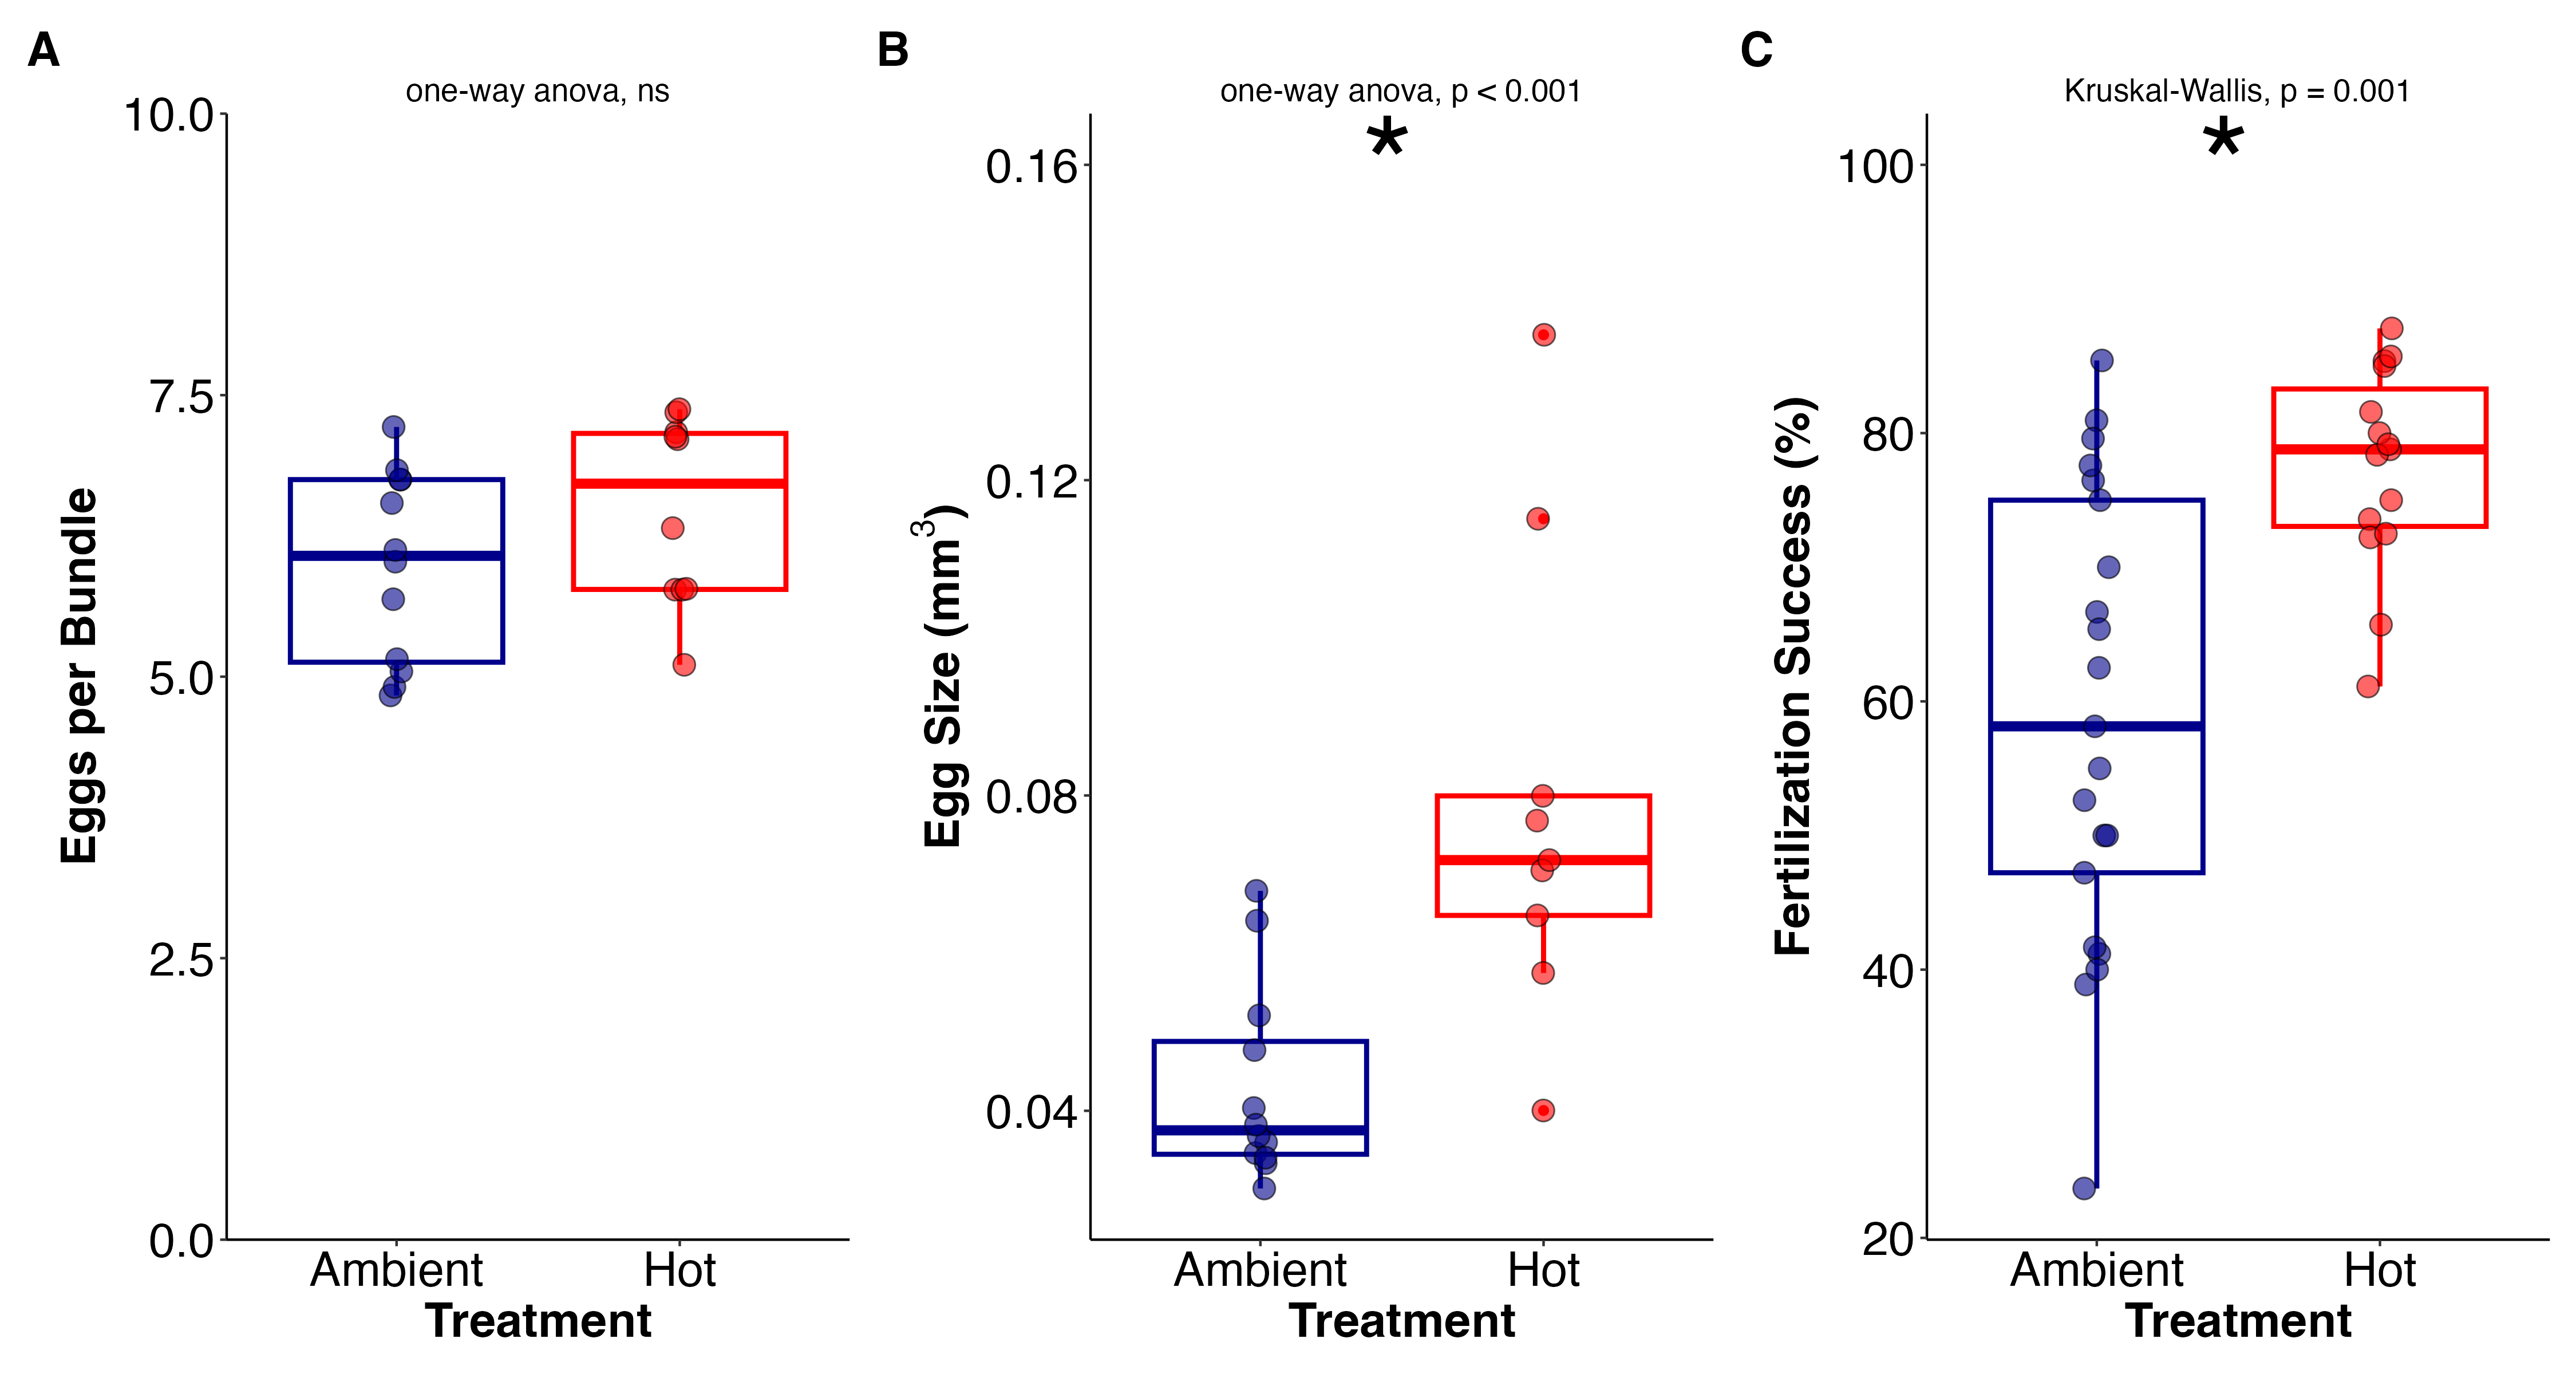 A
one-way anova, ns
Eggs per Bundle
10.0
7.5
5.0
2.5
0.0
Ambient
Hot
Treatment
B
one-way anova, p < 0.001
*
Egg Size (mm³)
0.16
0.12
0.08
0.04
Ambient
Hot
Treatment
C
Kruskal-Wallis, p = 0.001
*
Fertilization Success (%)
100
80
60
40
20
Ambient
Hot
Treatment